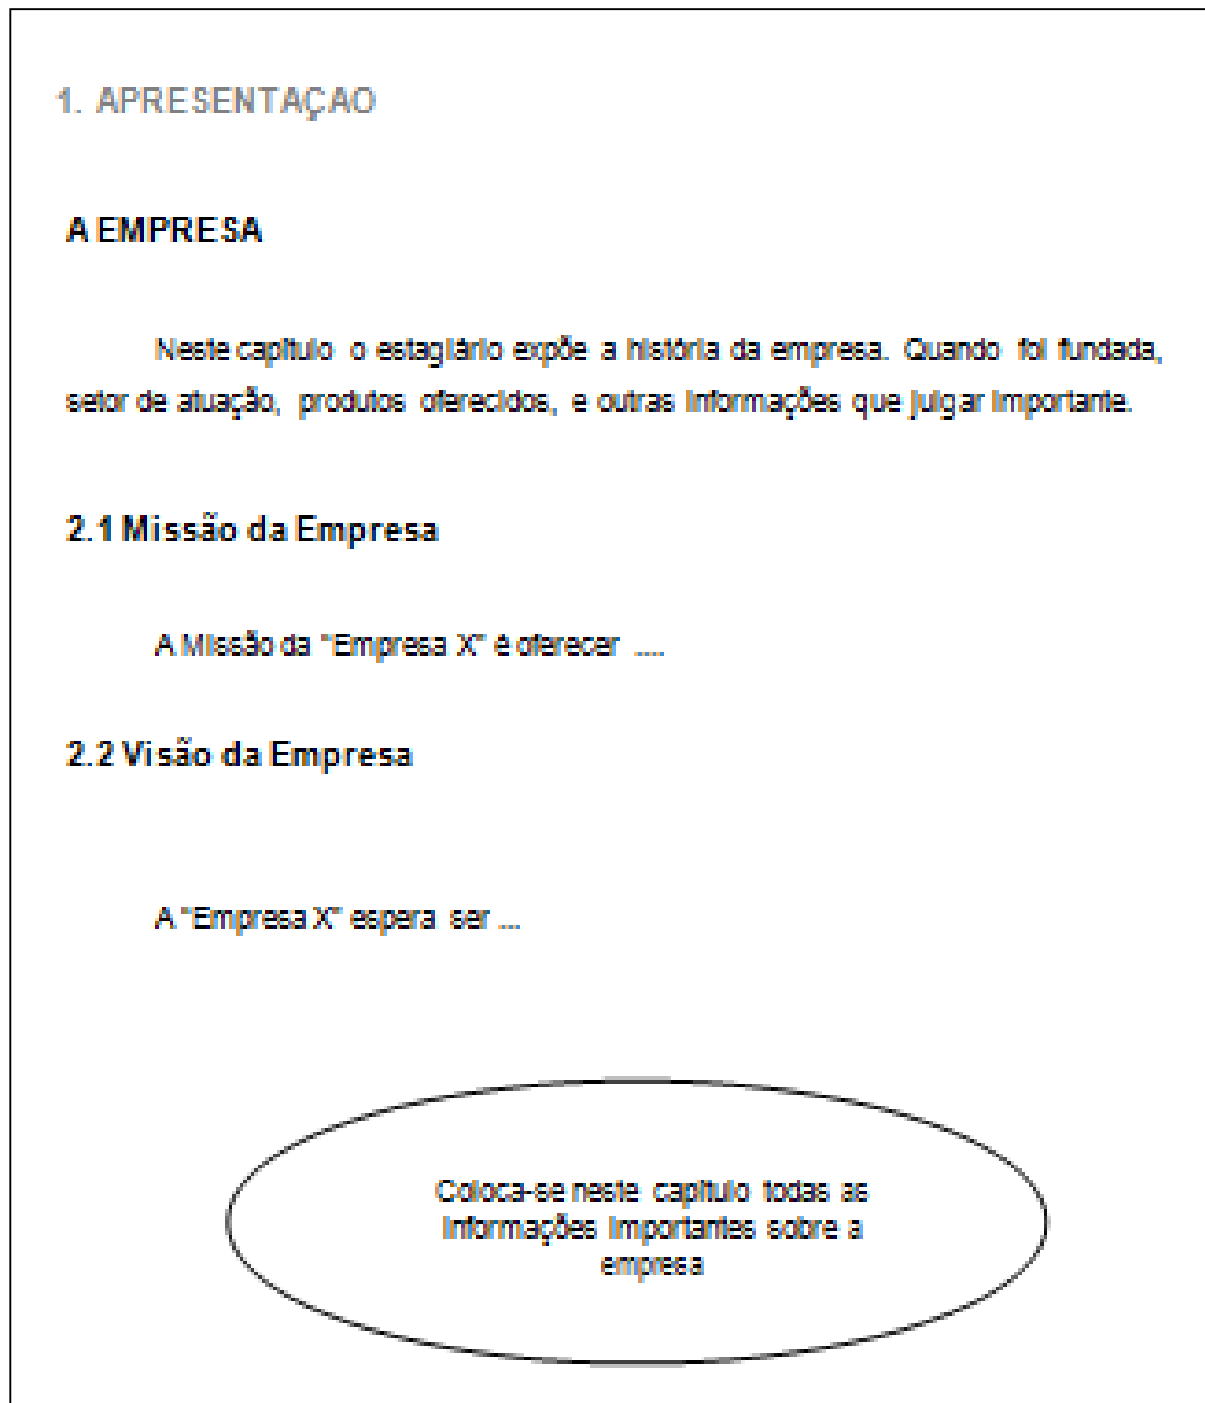 1. APRESENTAÇAO
A EMPRESA
Neste capítulo o estagiário expõe a história da empresa. Quando foi fundada,
setor de atuação, produtos oferecidos, e outras informações que julgar importante.
2.1 Missão da Empresa
A Missão da "Empresa X" é oferecer ....
2.2 Visão da Empresa
A "Empresa X" espera ser ...
Coloca-se neste capítulo todas as
informações importantes sobre a
empresa